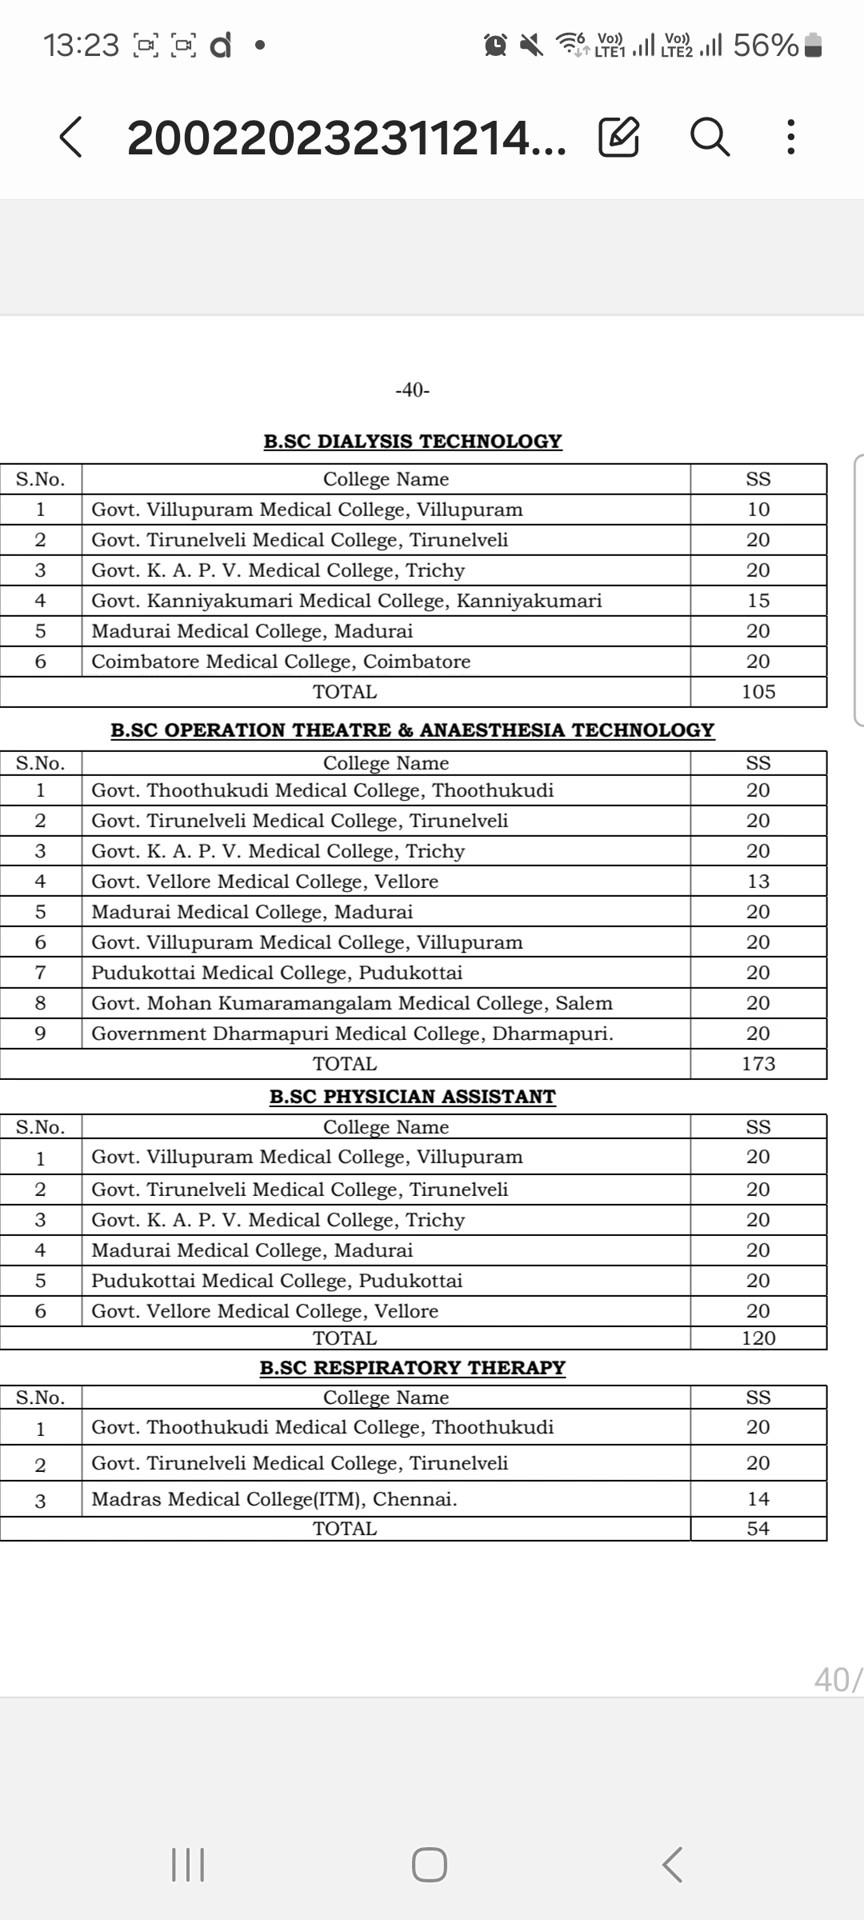 13:23 d • Vo)) LTE1 Vo)) LTE2 56%
200220232311214...
-40-
B.SC DIALYSIS TECHNOLOGY
S.No. College Name SS
1 Govt. Villupuram Medical College, Villupuram 10
2 Govt. Tirunelveli Medical College, Tirunelveli 20
3 Govt. K. A. P. V. Medical College, Trichy 20
4 Govt. Kanniyakumari Medical College, Kanniyakumari 15
5 Madurai Medical College, Madurai 20
6 Coimbatore Medical College, Coimbatore 20
TOTAL 105
B.SC OPERATION THEATRE & ANAESTHESIA TECHNOLOGY
S.No. College Name SS
1 Govt. Thoothukudi Medical College, Thoothukudi 20
2 Govt. Tirunelveli Medical College, Tirunelveli 20
3 Govt. K. A. P. V. Medical College, Trichy 20
4 Govt. Vellore Medical College, Vellore 13
5 Madurai Medical College, Madurai 20
6 Govt. Villupuram Medical College, Villupuram 20
7 Pudukottai Medical College, Pudukottai 20
8 Govt. Mohan Kumaramangalam Medical College, Salem 20
9 Government Dharmapuri Medical College, Dharmapuri. 20
TOTAL 173
B.SC PHYSICIAN ASSISTANT
S.No. College Name SS
1 Govt. Villupuram Medical College, Villupuram 20
2 Govt. Tirunelveli Medical College, Tirunelveli 20
3 Govt. K. A. P. V. Medical College, Trichy 20
4 Madurai Medical College, Madurai 20
5 Pudukottai Medical College, Pudukottai 20
6 Govt. Vellore Medical College, Vellore 20
TOTAL 120
B.SC RESPIRATORY THERAPY
S.No. College Name SS
1 Govt. Thoothukudi Medical College, Thoothukudi 20
2 Govt. Tirunelveli Medical College, Tirunelveli 20
3 Madras Medical College(ITM), Chennai. 14
TOTAL 54
40/